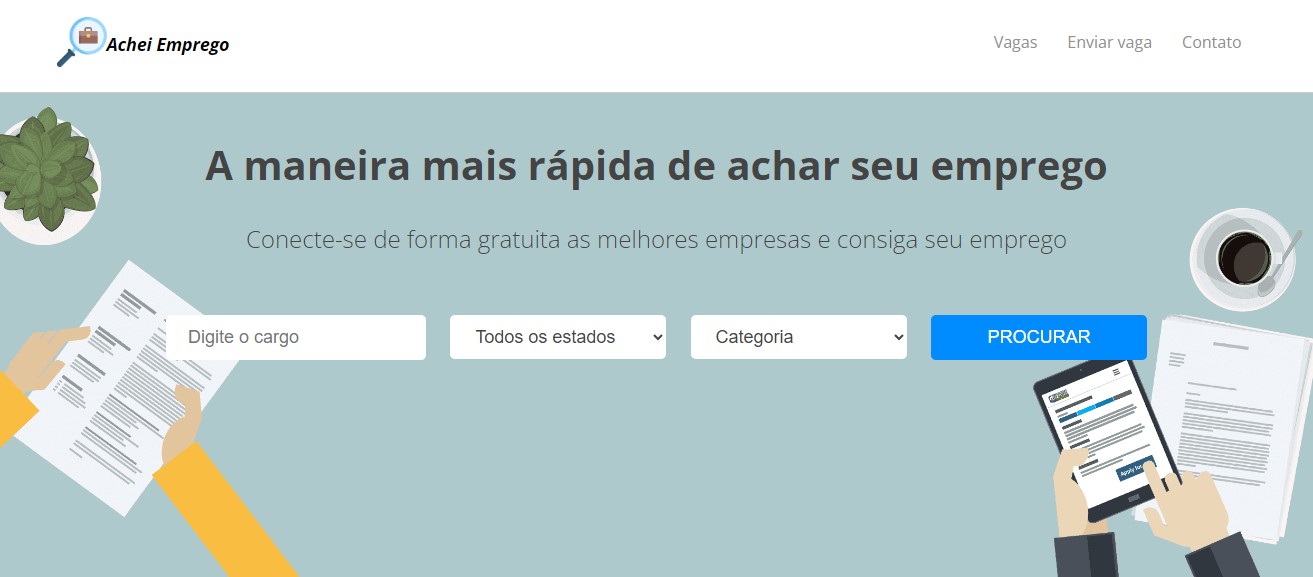 Achei Emprego
Vagas Enviar vaga Contato
A maneira mais rápida de achar seu emprego
Conecte-se de forma gratuita as melhores empresas e consiga seu emprego
Digite o cargo Todos os estados Categoria PROCURAR